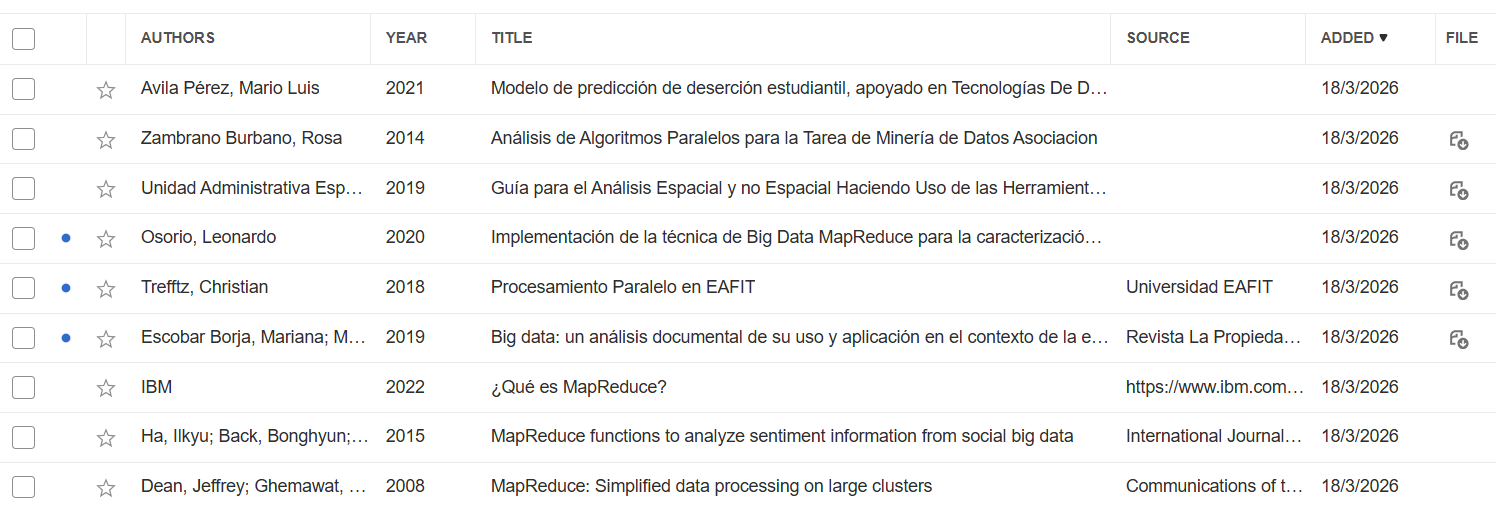 AUTHORS YEAR TITLE SOURCE ADDED ▼ FILE
Avila Pérez, Mario Luis 2021 Modelo de predicción de deserción estudiantil, apoyado en Tecnologías De D… 18/3/2026
Zambrano Burbano, Rosa 2014 Análisis de Algoritmos Paralelos para la Tarea de Minería de Datos Asociacion 18/3/2026
Unidad Administrativa Esp… 2019 Guía para el Análisis Espacial y no Espacial Haciendo Uso de las Herramient… 18/3/2026
Osorio, Leonardo 2020 Implementación de la técnica de Big Data MapReduce para la caracterizació… 18/3/2026
Trefftz, Christian 2018 Procesamiento Paralelo en EAFIT Universidad EAFIT 18/3/2026
Escobar Borja, Mariana; M… 2019 Big data: un análisis documental de su uso y aplicación en el contexto de la e… Revista La Propieda… 18/3/2026
IBM 2022 ¿Qué es MapReduce? https://www.ibm.com… 18/3/2026
Ha, Ilkyu; Back, Bonghyun;… 2015 MapReduce functions to analyze sentiment information from social big data International Journal… 18/3/2026
Dean, Jeffrey; Ghemawat, … 2008 MapReduce: Simplified data processing on large clusters Communications of t… 18/3/2026